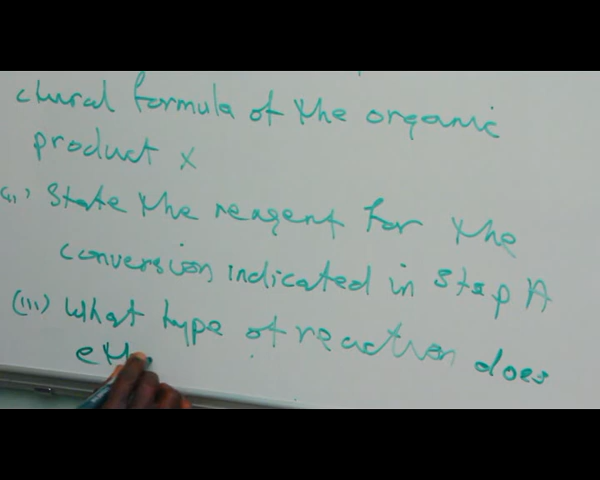 ctural formula of the organic
product x
(ii) State the reagent for the
conversion indicated in Step A
(iii) What type of reaction does
eth